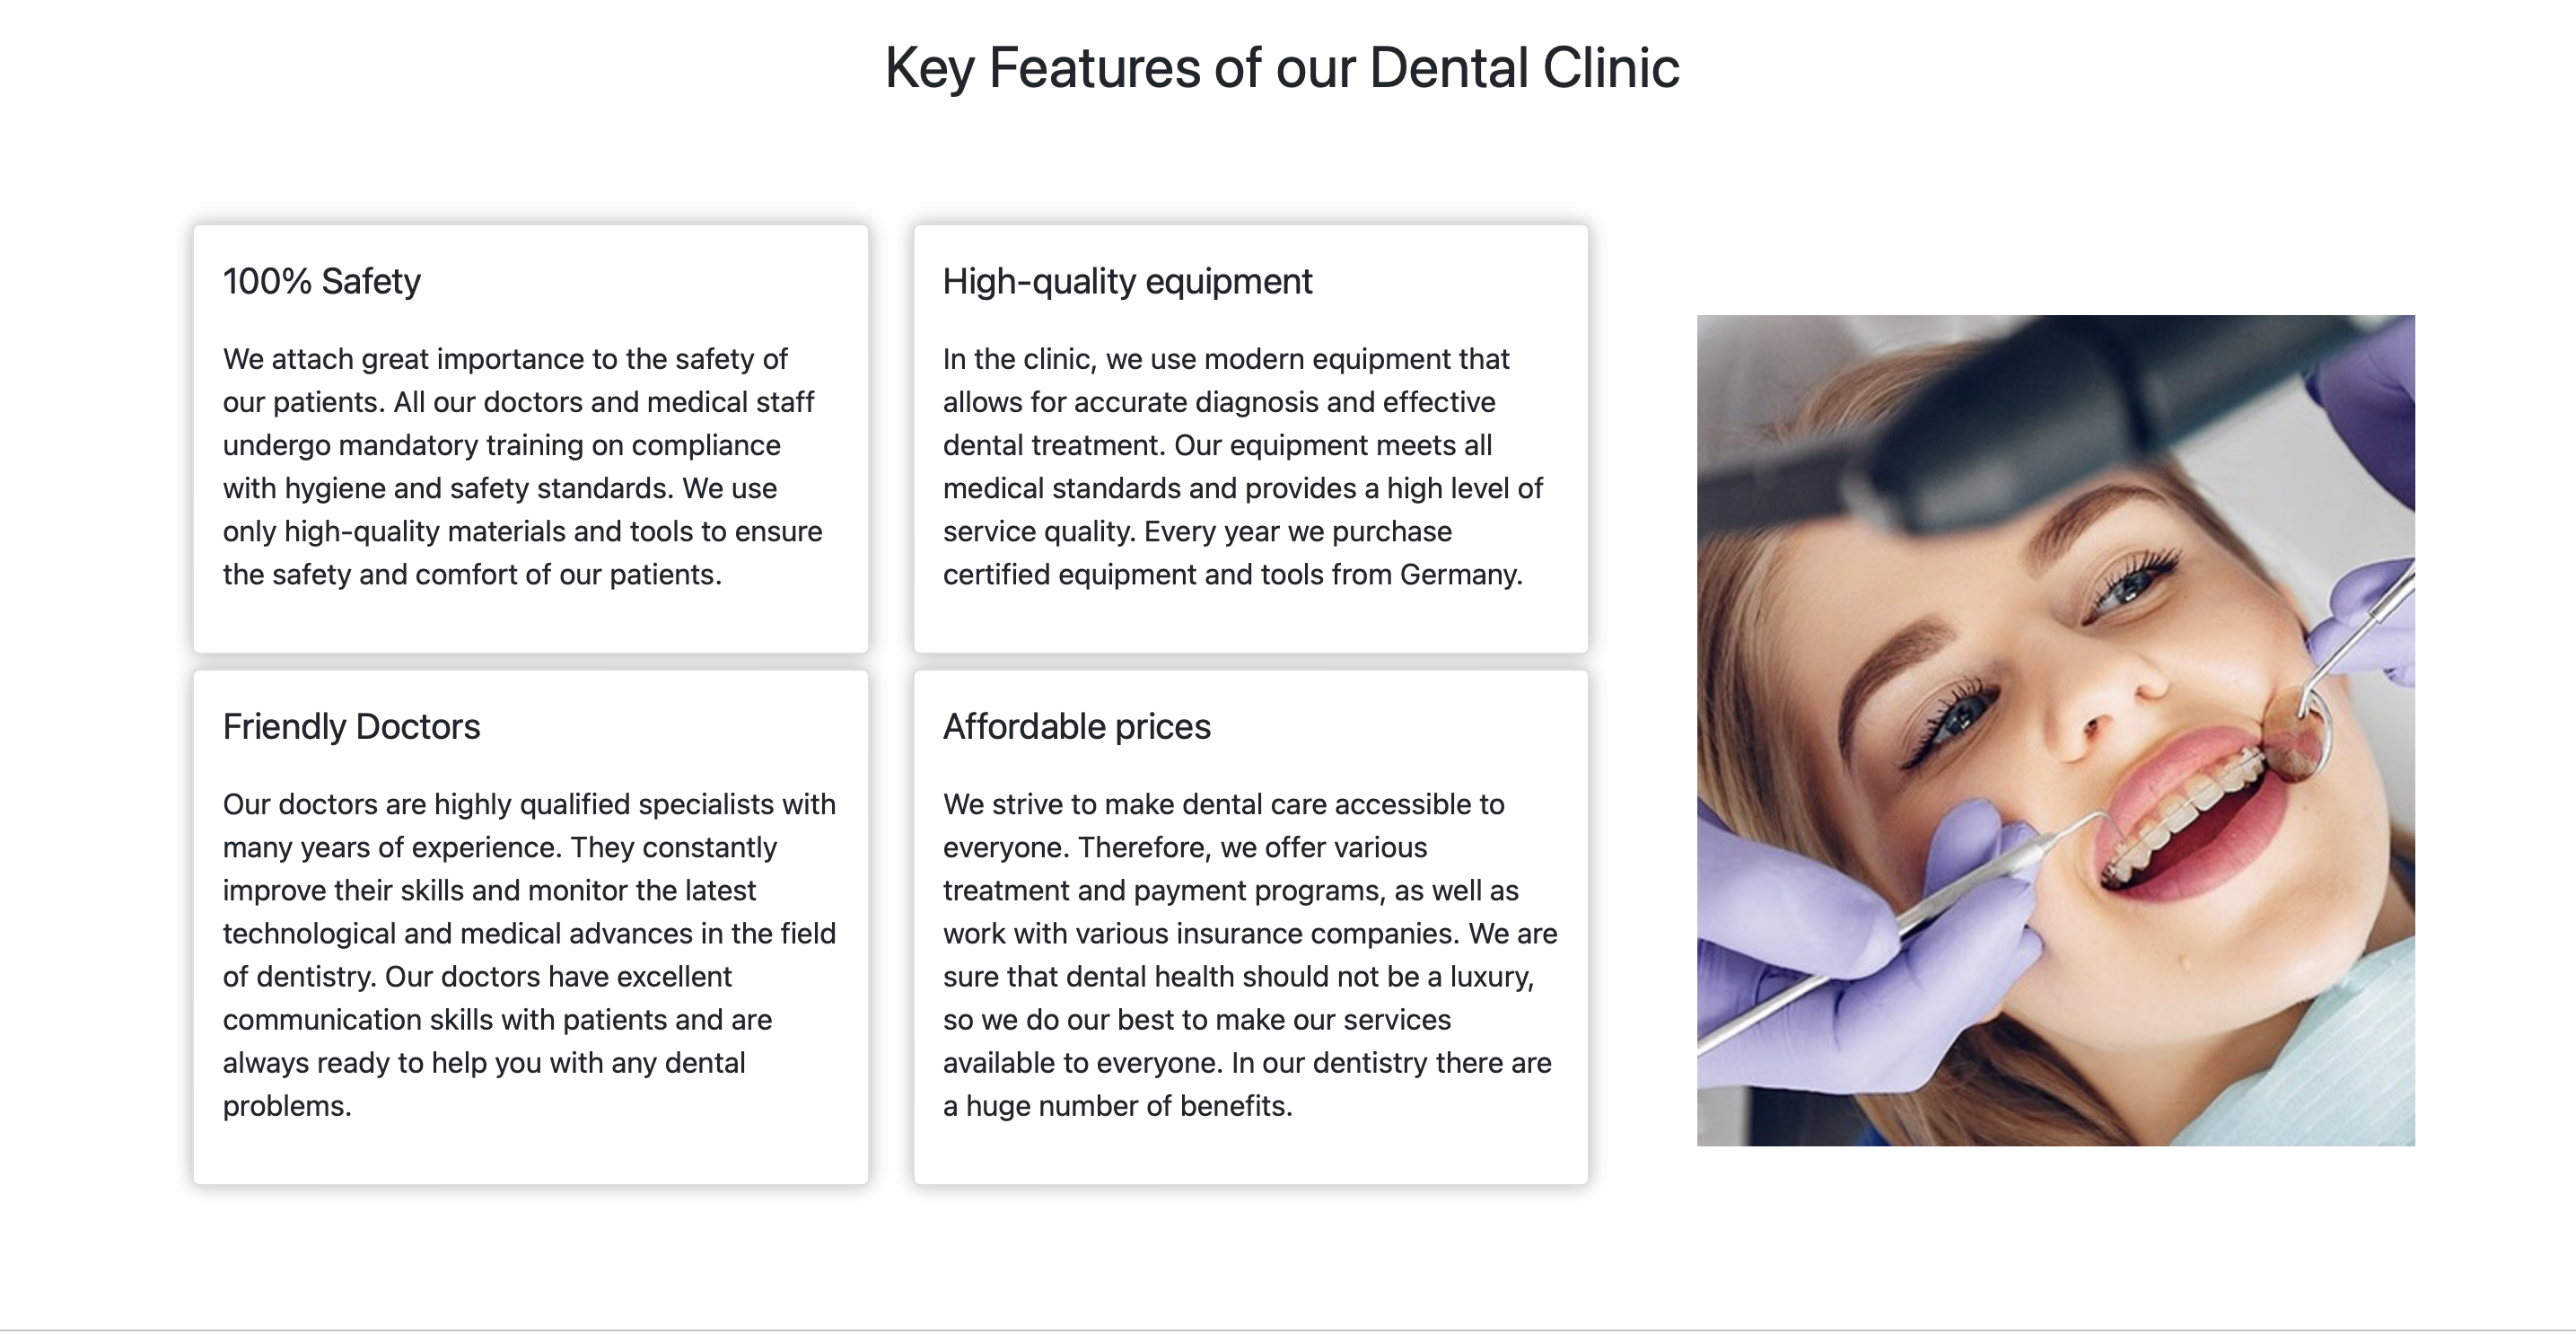 Key Features of our Dental Clinic
100% Safety
We attach great importance to the safety of
our patients. All our doctors and medical staff
undergo mandatory training on compliance
with hygiene and safety standards. We use
only high-quality materials and tools to ensure
the safety and comfort of our patients.
High-quality equipment
In the clinic, we use modern equipment that
allows for accurate diagnosis and effective
dental treatment. Our equipment meets all
medical standards and provides a high level of
service quality. Every year we purchase
certified equipment and tools from Germany.
Friendly Doctors
Our doctors are highly qualified specialists with
many years of experience. They constantly
improve their skills and monitor the latest
technological and medical advances in the field
of dentistry. Our doctors have excellent
communication skills with patients and are
always ready to help you with any dental
problems.
Affordable prices
We strive to make dental care accessible to
everyone. Therefore, we offer various
treatment and payment programs, as well as
work with various insurance companies. We are
sure that dental health should not be a luxury,
so we do our best to make our services
available to everyone. In our dentistry there are
a huge number of benefits.